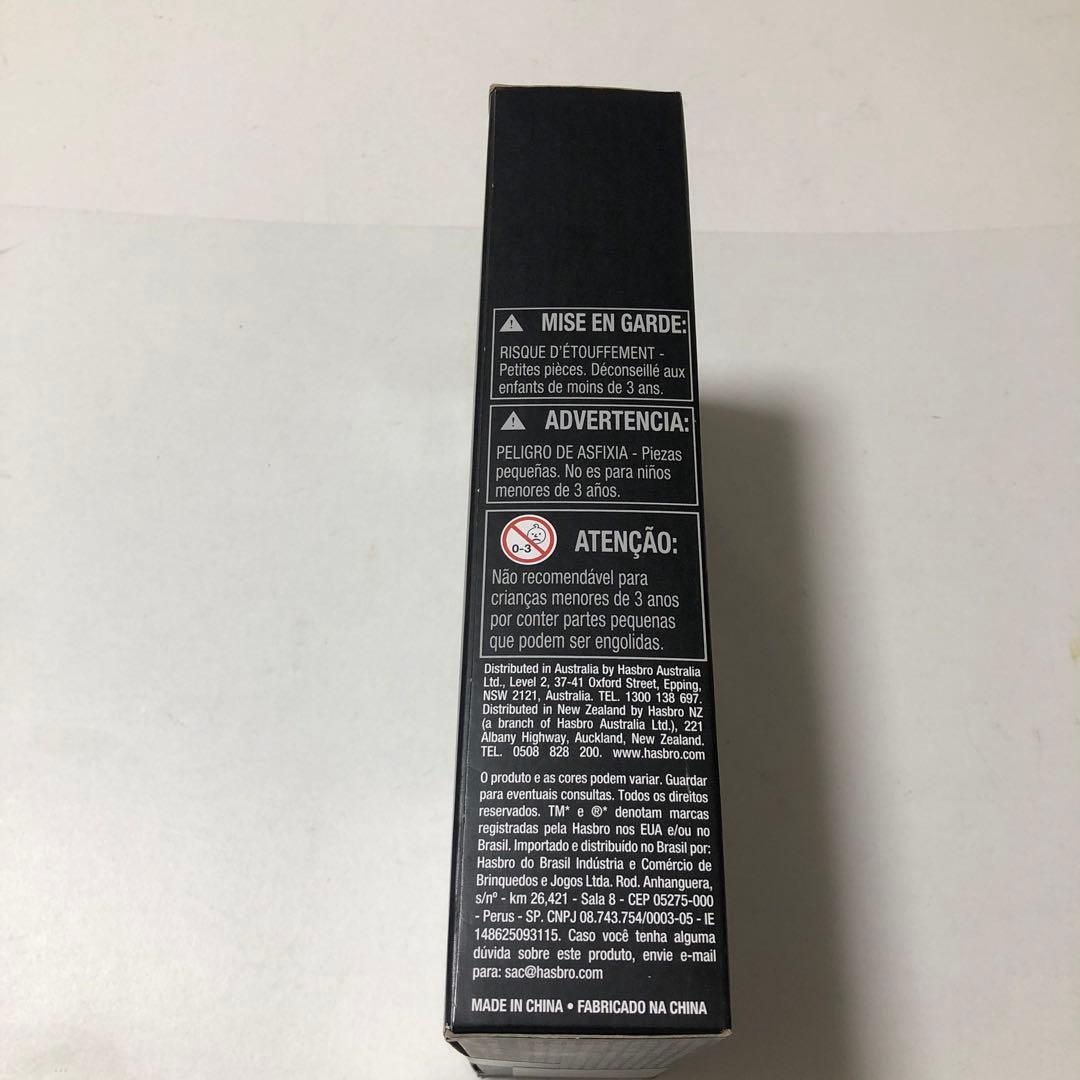 MISE EN GARDE:
RISQUE D'ÉTOUFFEMENT -
Petites pièces. Déconseillé aux
enfants de moins de 3 ans.
ADVERTENCIA:
PELIGRO DE ASFIXIA - Piezas
pequeñas. No es para niños
menores de 3 años.
0-3
ATENÇÃO:
Não recomendável para
crianças menores de 3 anos
por conter partes pequenas
que podem ser engolidas.
Distributed in Australia by Hasbro Australia
Ltd., Level 2, 37-41 Oxford Street, Epping,
NSW 2121, Australia. TEL. 1300 138 697.
Distributed in New Zealand by Hasbro NZ
(a branch of Hasbro Australia Ltd.), 221
Albany Highway, Auckland, New Zealand.
TEL. 0508 828 200. www.hasbro.com
O produto e as cores podem variar. Guardar
para eventuais consultas. Todos os direitos
reservados. TM* e ®* denotam marcas
registradas pela Hasbro nos EUA e/ou no
Brasil. Importado e distribuído no Brasil por:
Hasbro do Brasil Indústria e Comércio de
Brinquedos e Jogos Ltda. Rod. Anhanguera,
s/nº - km 26,421 - Sala 8 - CEP 05275-000
- Perus - SP. CNPJ 08.743.754/0003-05 - IE
148625093115. Caso você tenha alguma
dúvida sobre este produto, envie e-mail
para: sac@hasbro.com
MADE IN CHINA • FABRICADO NA CHINA